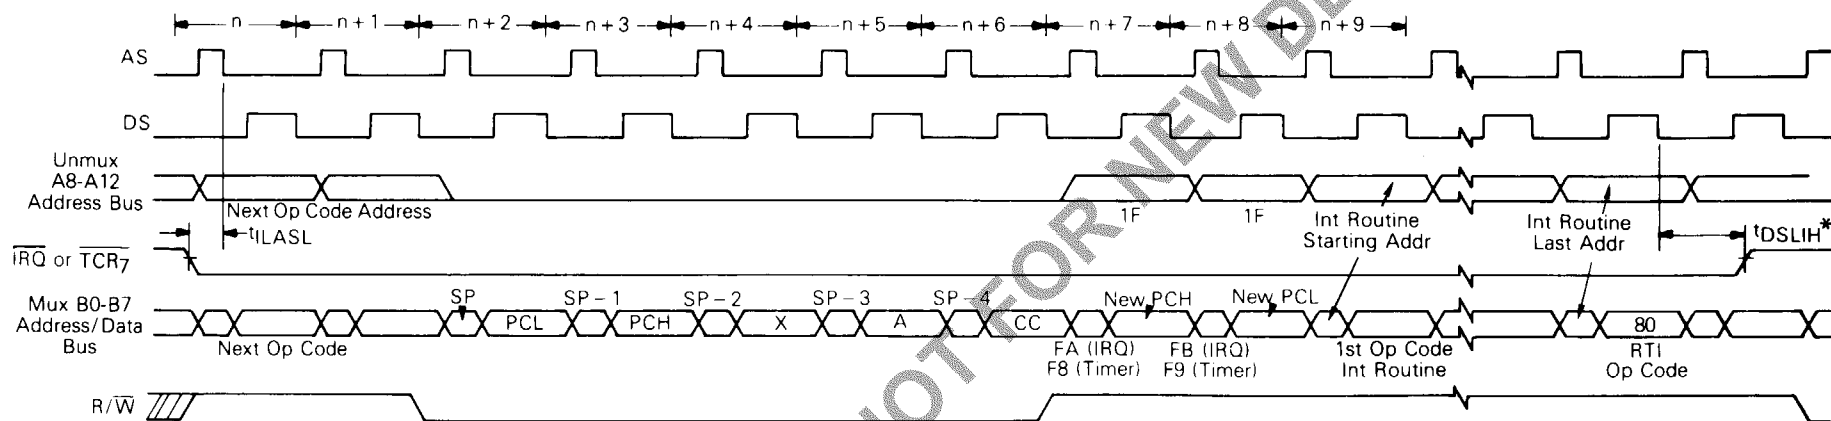 n n + 1 n + 2 n + 3 n + 4 n + 5 n + 6 n + 7 n + 8 n + 9
AS
DS
Unmux
A8-A12
Address Bus
Next Op Code Address
1F 1F
Int Routine
Starting Addr
Int Routine
Last Addr
tILASL
tDSLIH*
IRQ or TCR7
Mux B0-B7
Address/Data
Bus
SP SP - 1 SP - 2 SP - 3 SP - 4 New PCH New PCL
PCL PCH X A CC 80
Next Op Code
FA (IRQ)
F8 (Timer)
FB (IRQ)
F9 (Timer)
1st Op Code
Int Routine
RTI
Op Code
R/W
NOT FOR NEW DE